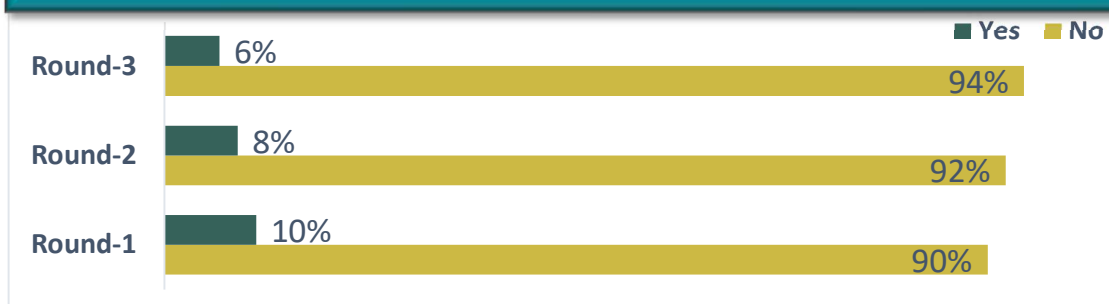 Yes No
Round-3 6%
94%
Round-2 8%
92%
Round-1 10%
90%